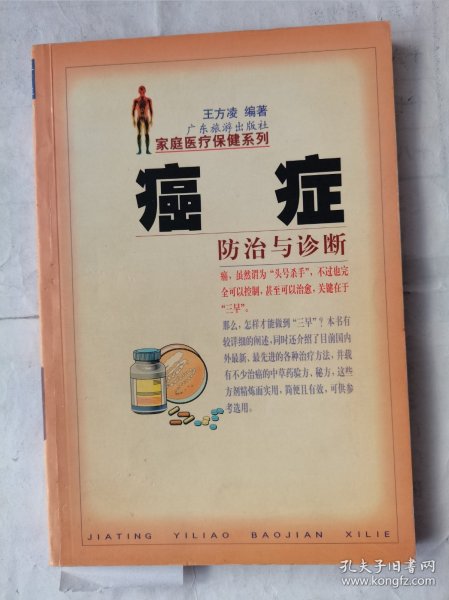 王方凌 编著
广东旅游出版社
家庭医疗保健系列
癌症
防治与诊断
癌，虽然谓为“头号杀手”，不过也完
全可以控制，甚至可以治愈，关键在于
“三早”。
那么，怎样才能做到“三早”？本书有
较详细的阐述，同时还介绍了目前国内
外最新、最先进的各种治疗方法，并载
有不少治癌的中草药验方、秘方，这些
方剂精炼而实用，简便且有效，可供参
考选用。
JIATING YILIAO BAOJIAN XILIE
孔夫子旧书网
www.kongfz.com